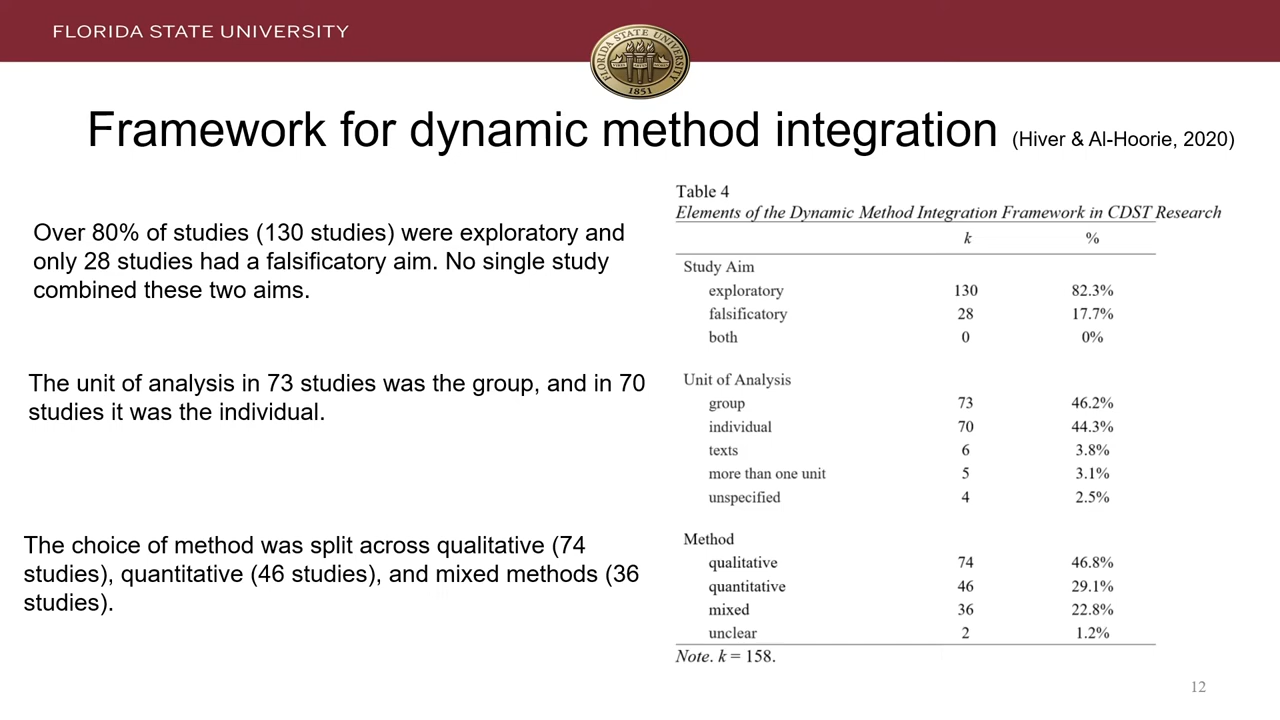 FLORIDA STATE UNIVERSITY
FLORIDA STATE UNIVERSITY
1851
Framework for dynamic method integration (Hiver & Al-Hoorie, 2020)
Over 80% of studies (130 studies) were exploratory and
only 28 studies had a falsificatory aim. No single study
combined these two aims.
The unit of analysis in 73 studies was the group, and in 70
studies it was the individual.
The choice of method was split across qualitative (74
studies), quantitative (46 studies), and mixed methods (36
studies).
Table 4
Elements of the Dynamic Method Integration Framework in CDST Research
k %
Study Aim
exploratory 130 82.3%
falsificatory 28 17.7%
both 0 0%
Unit of Analysis
group 73 46.2%
individual 70 44.3%
texts 6 3.8%
more than one unit 5 3.1%
unspecified 4 2.5%
Method
qualitative 74 46.8%
quantitative 46 29.1%
mixed 36 22.8%
unclear 2 1.2%
Note. k = 158.
12